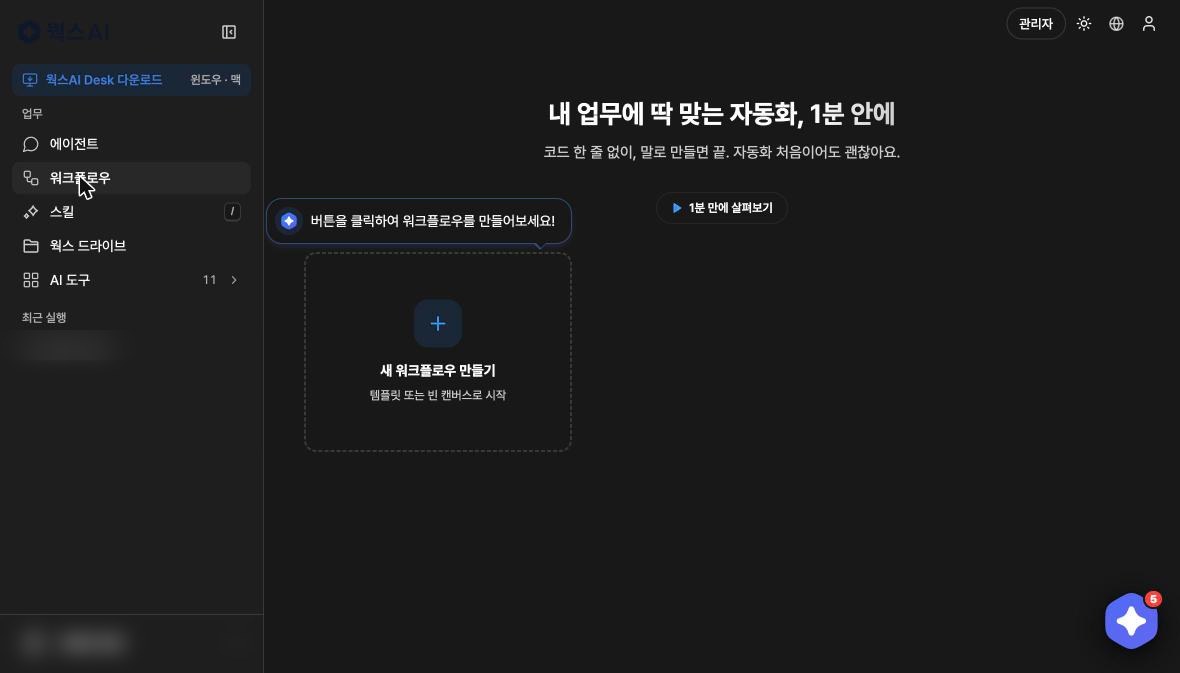 웍스AI
웍스AI Desk 다운로드 윈도우 · 맥
업무
에이전트
워크플로우
스킬 /
웍스 드라이브
AI 도구 11
최근 실행
관리자
내 업무에 딱 맞는 자동화, 1분 안에
코드 한 줄 없이, 말로 만들면 끝. 자동화 처음이어도 괜찮아요.
1분 만에 살펴보기
버튼을 클릭하여 워크플로우를 만들어보세요!
새 워크플로우 만들기
템플릿 또는 빈 캔버스로 시작
5